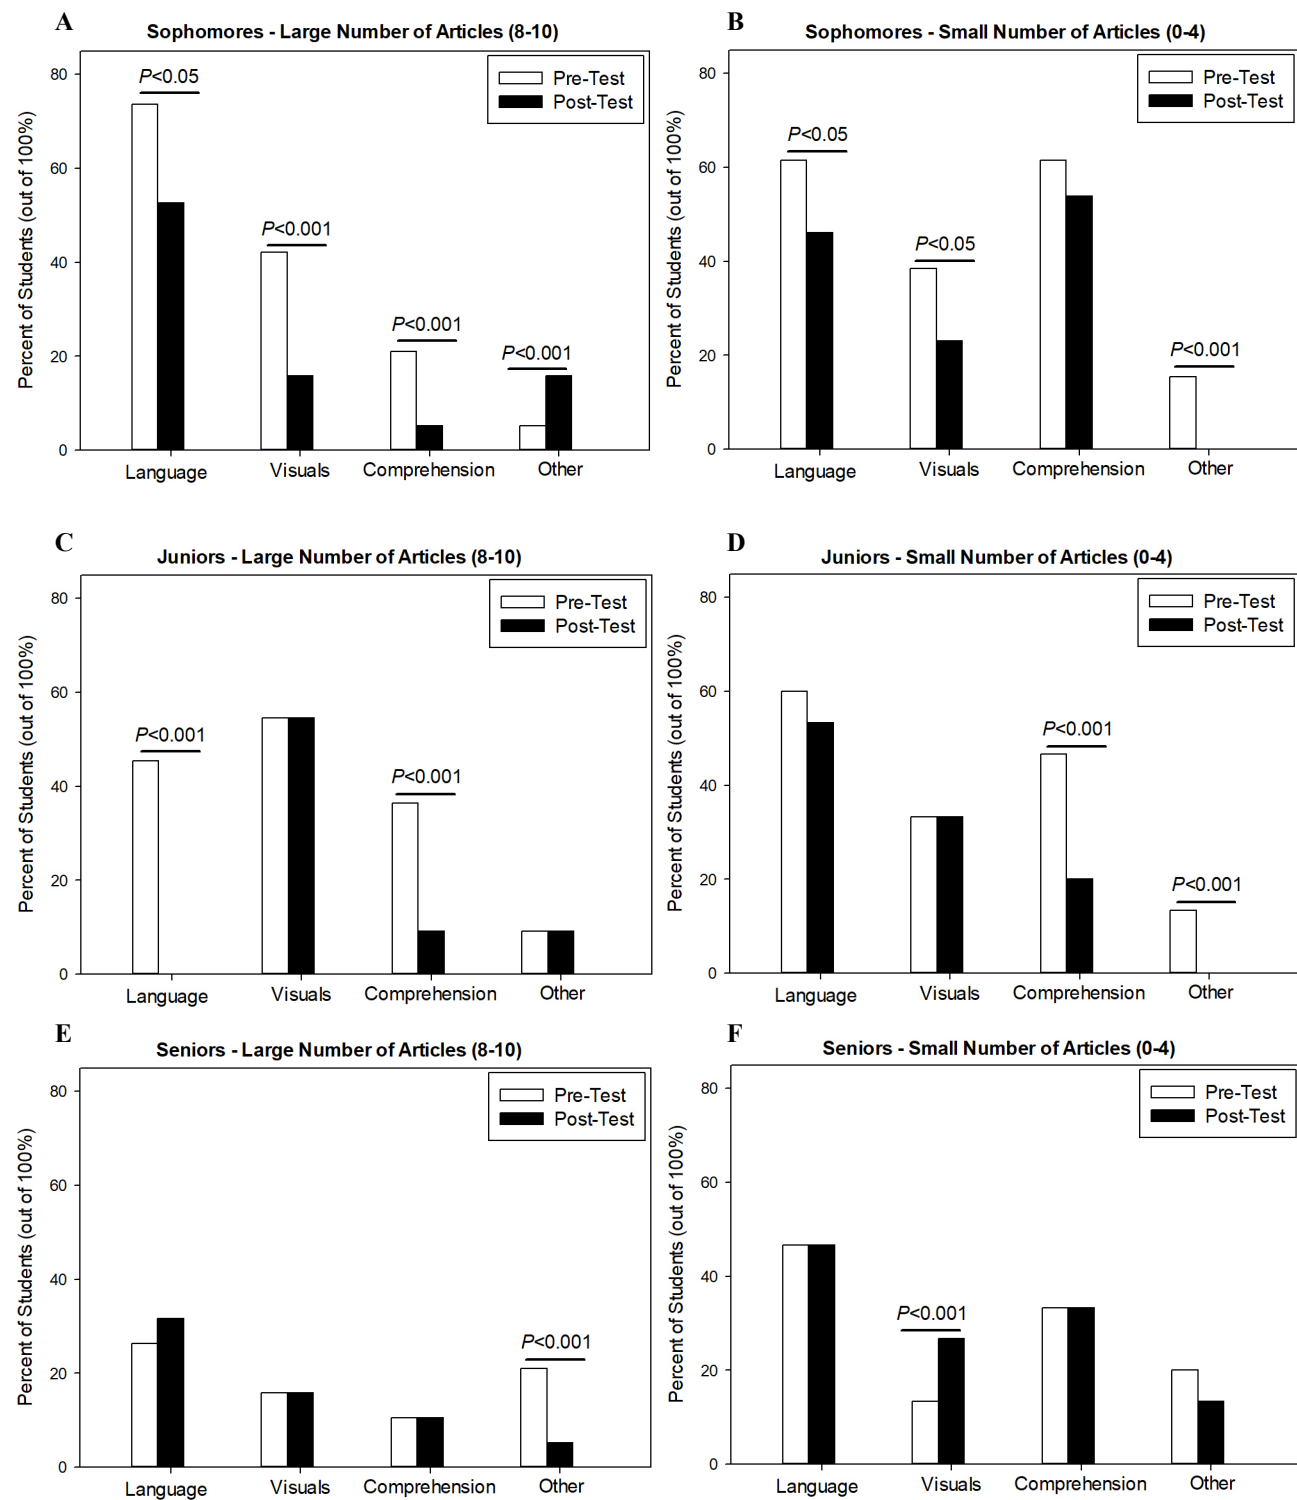 A
Sophomores - Large Number of Articles (8-10)
Percent of Students (out of 100%)
80
60
40
20
0
P<0.05
P<0.001
P<0.001
P<0.001
Pre-Test
Post-Test
Language
Visuals
Comprehension
Other
B
Sophomores - Small Number of Articles (0-4)
Percent of Students (out of 100%)
80
60
40
20
0
P<0.05
P<0.05
P<0.001
Pre-Test
Post-Test
Language
Visuals
Comprehension
Other
C
Juniors - Large Number of Articles (8-10)
Percent of Students (out of 100%)
80
60
40
20
0
P<0.001
P<0.001
Pre-Test
Post-Test
Language
Visuals
Comprehension
Other
D
Juniors - Small Number of Articles (0-4)
Percent of Students (out of 100%)
80
60
40
20
0
P<0.001
P<0.001
Pre-Test
Post-Test
Language
Visuals
Comprehension
Other
E
Seniors - Large Number of Articles (8-10)
Percent of Students (out of 100%)
80
60
40
20
0
P<0.001
Pre-Test
Post-Test
Language
Visuals
Comprehension
Other
F
Seniors - Small Number of Articles (0-4)
Percent of Students (out of 100%)
80
60
40
20
0
P<0.001
Pre-Test
Post-Test
Language
Visuals
Comprehension
Other